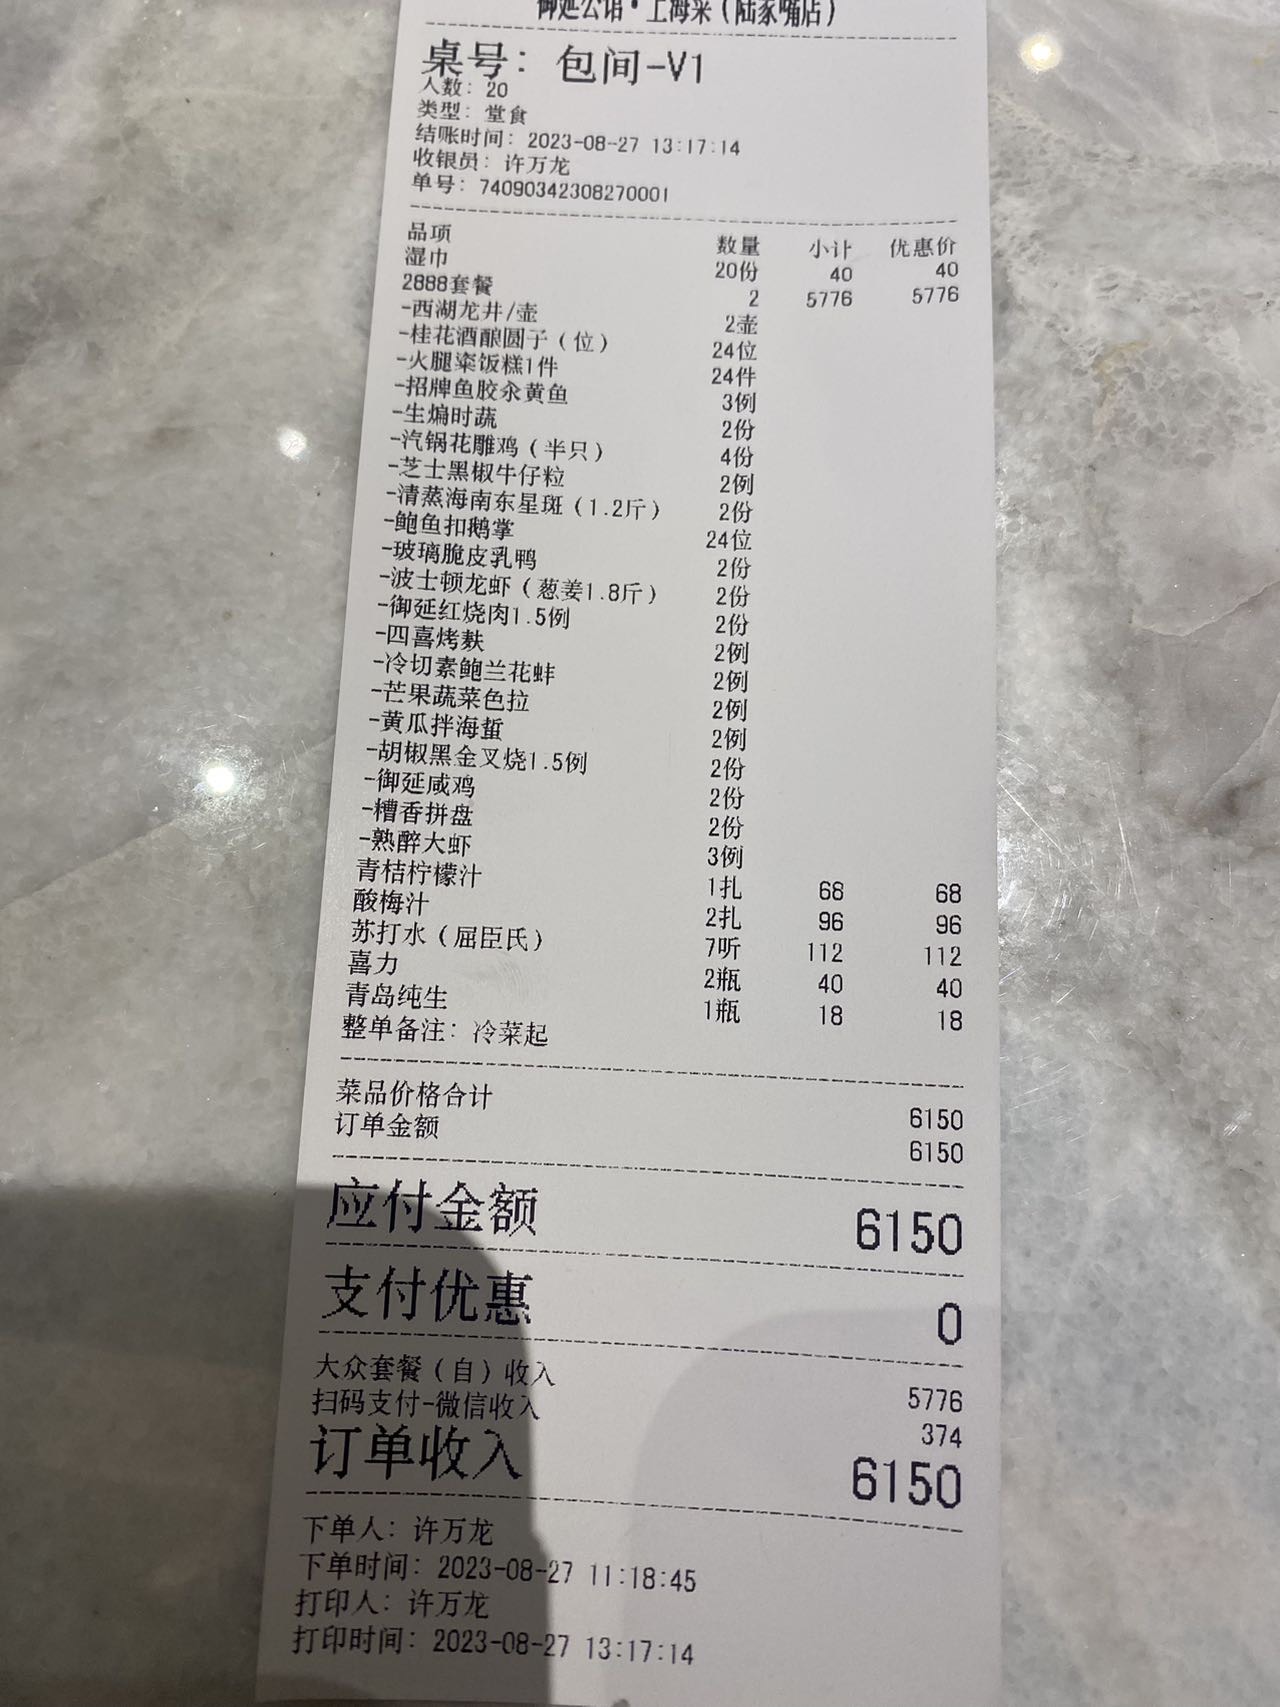 御延公馆·上海菜（陆家嘴店）
桌号：包间-V1
人数：20
类型：堂食
结账时间：2023-08-27 13:17:14
收银员：许万龙
单号：74090342308270001
品项 数量 小计 优惠价
湿巾 20份 40 40
2888套餐 2 5776 5776
-西湖龙井/壶 2壶
-桂花酒酿圆子（位） 24位
-火腿粢饭糕1件 24件
-招牌鱼胶汆黄鱼 3例
-生煸时蔬 2份
-汽锅花雕鸡（半只） 4份
-芝士黑椒牛仔粒 2例
-清蒸海南东星斑（1.2斤） 2份
-鲍鱼扣鹅掌 24位
-玻璃脆皮乳鸭 2份
-波士顿龙虾（葱姜1.8斤） 2份
-御延红烧肉1.5例 2份
-四喜烤麸 2例
-冷切素鲍兰花蚌 2例
-芒果蔬菜色拉 2例
-黄瓜拌海蜇 2例
-胡椒黑金叉烧1.5例 2份
-御延咸鸡 2份
-糟香拼盘 2份
-熟醉大虾 3例
青桔柠檬汁 1扎 68 68
酸梅汁 2扎 96 96
苏打水（屈臣氏） 7听 112 112
喜力 2瓶 40 40
青岛纯生 1瓶 18 18
整单备注：冷菜起
菜品价格合计 6150
订单金额 6150
应付金额 6150
支付优惠 0
大众套餐（自）收入 5776
扫码支付-微信收入 374
订单收入 6150
下单人：许万龙
下单时间：2023-08-27 11:18:45
打印人：许万龙
打印时间：2023-08-27 13:17:14